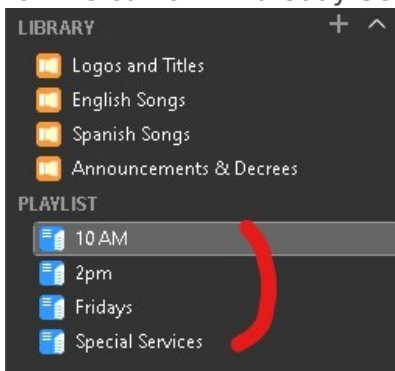 LIBRARY
Logos and Titles
English Songs
Spanish Songs
Announcements & Decrees
PLAYLIST
10 AM
2pm
Fridays
Special Services